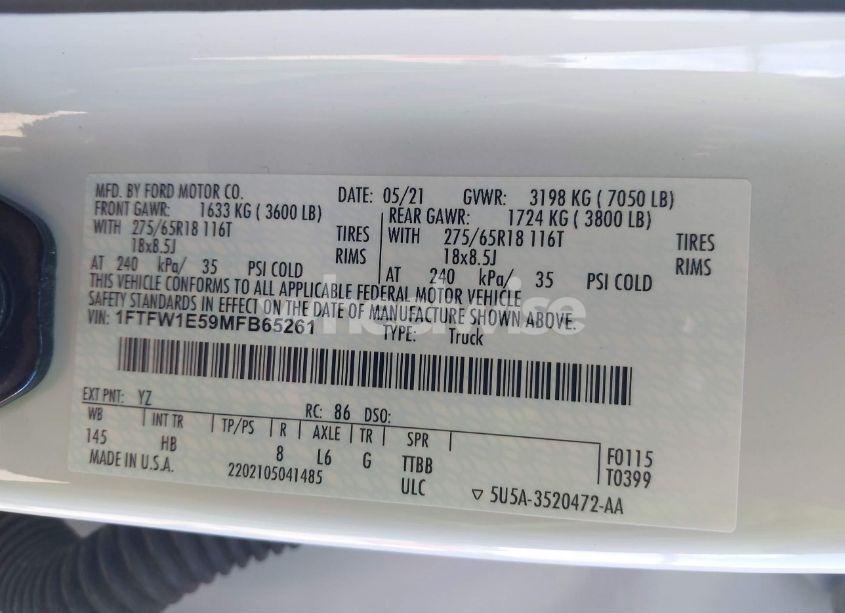 MFD. BY FORD MOTOR CO. DATE: 05/21 GVWR: 3198 KG ( 7050 LB)
FRONT GAWR: 1633 KG ( 3600 LB) REAR GAWR: 1724 KG ( 3800 LB)
WITH 275/65R18 116T TIRES WITH 275/65R18 116T TIRES
18x8.5J RIMS 18x8.5J RIMS
AT 240 kPa/ 35 PSI COLD AT 240 kPa/ 35 PSI COLD
THIS VEHICLE CONFORMS TO ALL APPLICABLE FEDERAL MOTOR VEHICLE
SAFETY STANDARDS IN EFFECT ON THE DATE OF MANUFACTURE SHOWN ABOVE.
VIN: 1FTFW1E59MFB65261 TYPE: Truck
EXT PNT: YZ RC: 86 DSO:
WB INT TR TP/PS R AXLE TR SPR
145 HB 8 L6 G TTBB F0115
MADE IN U.S.A. 2202105041485 ULC T0399
5U5A-3520472-AA